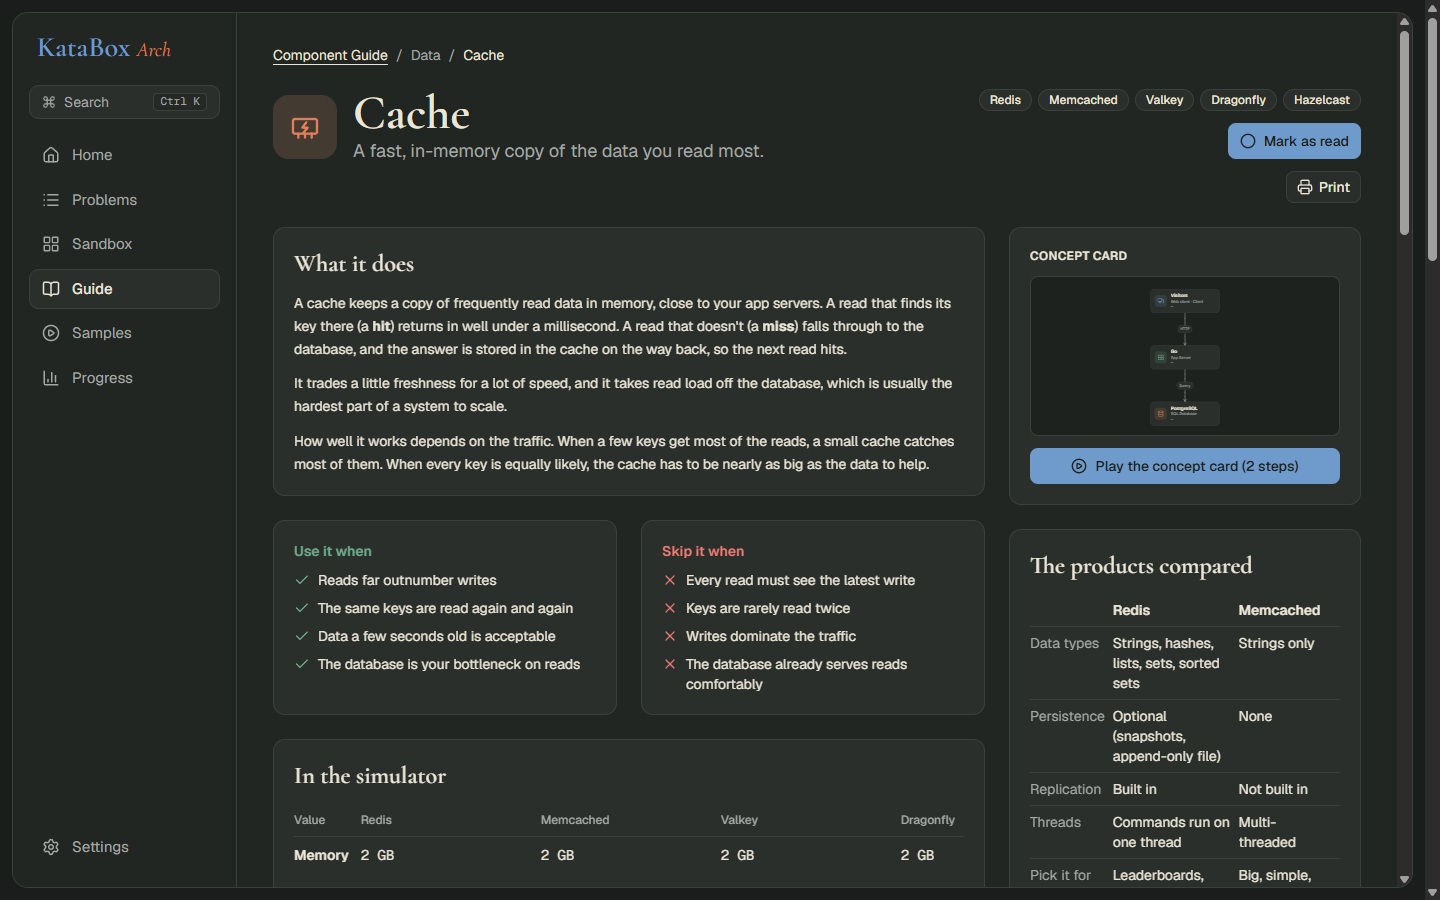 KataBox Arch
Search Ctrl K
Home
Problems
Sandbox
Guide
Samples
Progress
Settings
Component Guide / Data / Cache
Cache
A fast, in-memory copy of the data you read most.
Redis Memcached Valkey Dragonfly Hazelcast
Mark as read
Print
What it does
A cache keeps a copy of frequently read data in memory, close to your app servers. A read that finds its
key there (a hit) returns in well under a millisecond. A read that doesn't (a miss) falls through to the
database, and the answer is stored in the cache on the way back, so the next read hits.
It trades a little freshness for a lot of speed, and it takes read load off the database, which is usually the
hardest part of a system to scale.
How well it works depends on the traffic. When a few keys get most of the reads, a small cache catches
most of them. When every key is equally likely, the cache has to be nearly as big as the data to help.
Use it when
Reads far outnumber writes
The same keys are read again and again
Data a few seconds old is acceptable
The database is your bottleneck on reads
Skip it when
Every read must see the latest write
Keys are rarely read twice
Writes dominate the traffic
The database already serves reads
comfortably
In the simulator
Value Redis Memcached Valkey Dragonfly
Memory 2 GB 2 GB 2 GB 2 GB
CONCEPT CARD
Visitors
Web client · Client
HTTP
Go
App Server
Query
PostgreSQL
SQL Database
Play the concept card (2 steps)
The products compared
Redis Memcached
Data types Strings, hashes, Strings only
lists, sets, sorted
sets
Persistence Optional None
(snapshots,
append-only file)
Replication Built in Not built in
Threads Commands run on Multi-
one thread threaded
Pick it for Leaderboards, Big, simple,